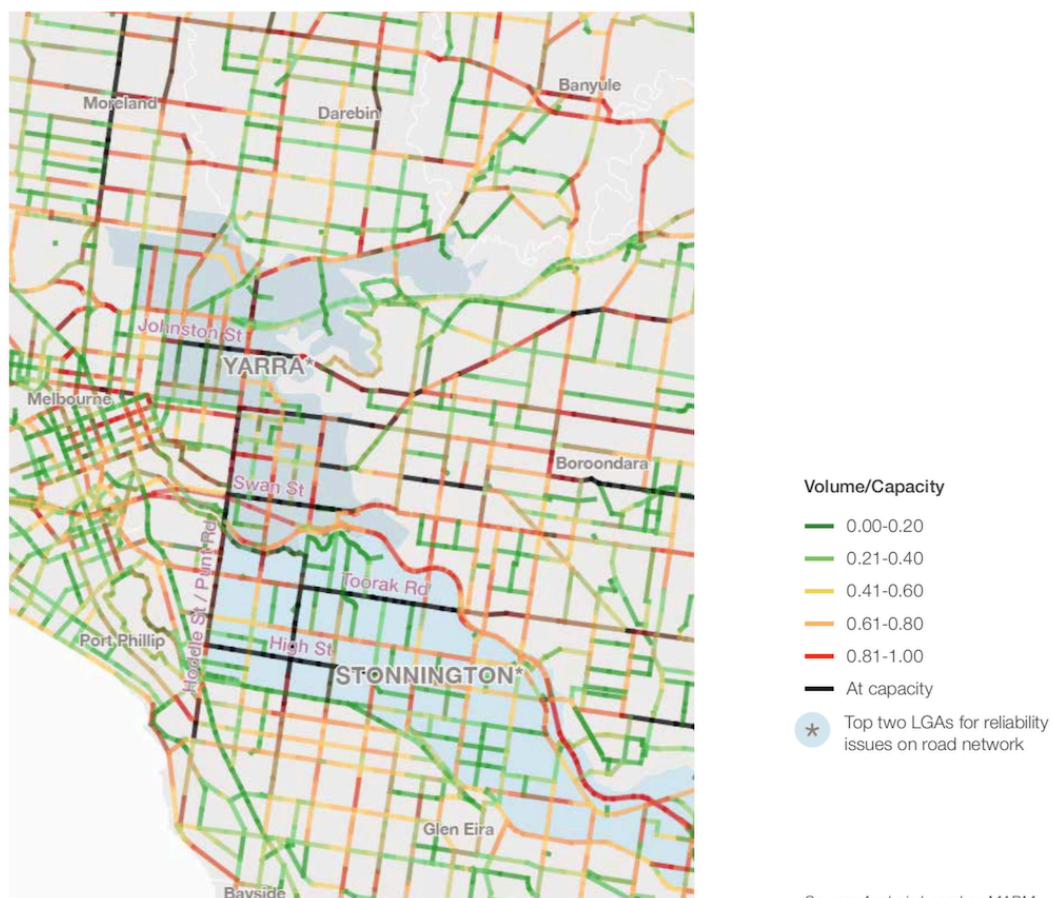 Banyule
Moreland
Darebin
Johnston St
YARRA*
Melbourne
Boroondara
Swan St
Hoddle St / Punt Rd
Toorak Rd
Port Phillip
High St
STONNINGTON*
Glen Eira
Bayside
Volume/Capacity
0.00-0.20
0.21-0.40
0.41-0.60
0.61-0.80
0.81-1.00
At capacity
* Top two LGAs for reliability
issues on road network